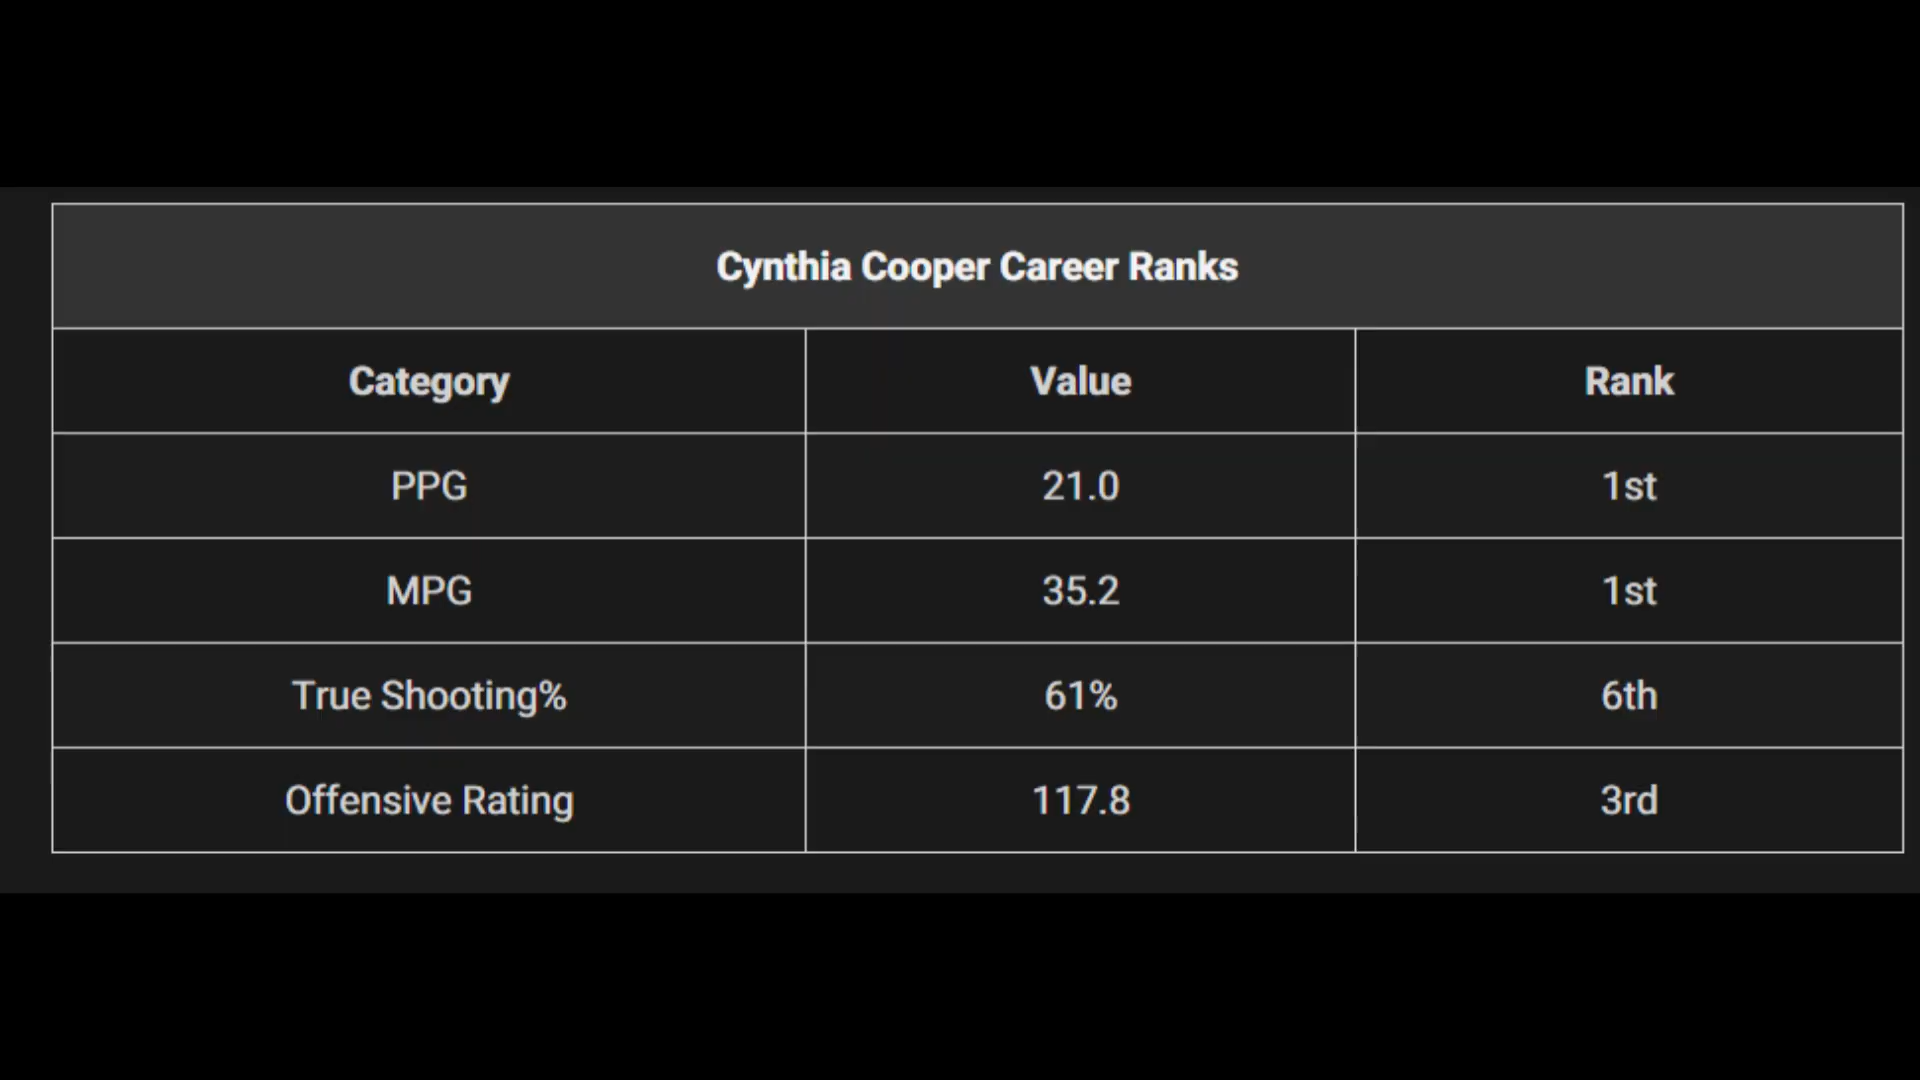 Cynthia Cooper Career Ranks
Category Value Rank
PPG 21.0 1st
MPG 35.2 1st
True Shooting% 61% 6th
Offensive Rating 117.8 3rd